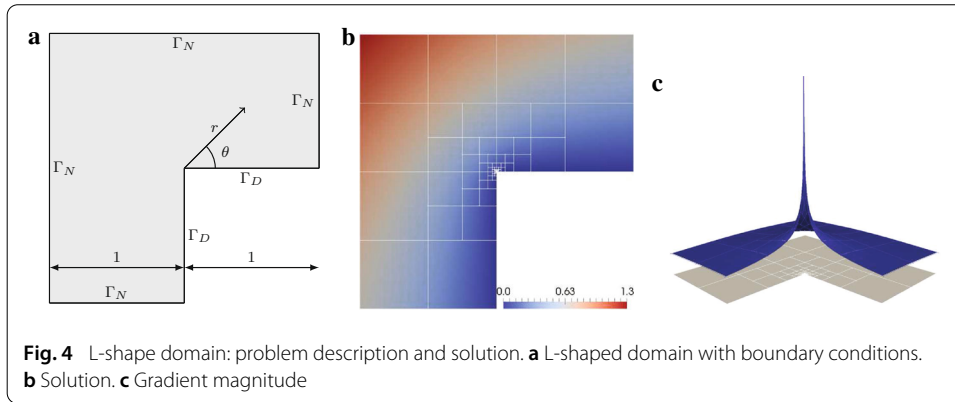 a
Γ_N
Γ_N
r
θ
Γ_D
Γ_N
Γ_D
1
1
Γ_N
b
0.0 0.63 1.3
c
Fig. 4 L-shape domain: problem description and solution. a L-shaped domain with boundary conditions.
b Solution. c Gradient magnitude